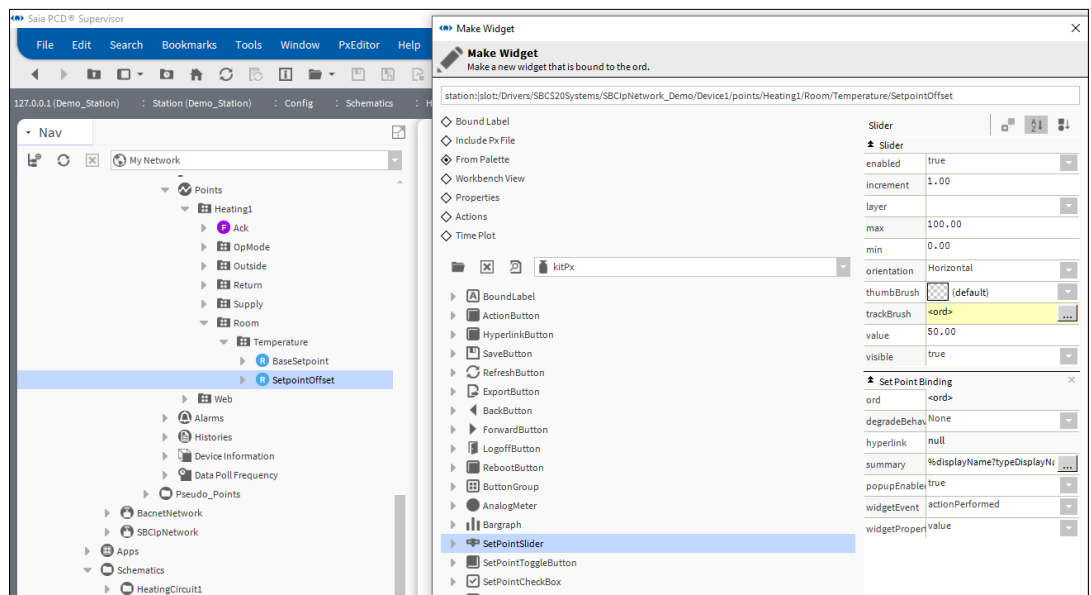 Saia PCD® Supervisor
File Edit Search Bookmarks Tools Window PxEditor Help
127.0.0.1 (Demo_Station) : Station (Demo_Station) : Config : Schematics : H
Nav
My Network
Points
Heating1
F Ack
OpMode
Outside
Return
Supply
Room
Temperature
R BaseSetpoint
R SetpointOffset
Web
Alarms
Histories
Device Information
Data Poll Frequency
Pseudo_Points
BacnetNetwork
SBCIpNetwork
Apps
Schematics
HeatingCircuit1
Make Widget
Make Widget
Make a new widget that is bound to the ord.
station:|slot:/Drivers/SBC$20Systems/SBCIpNetwork_Demo/Device1/points/Heating1/Room/Temperature/SetpointOffset
Bound Label
Include Px File
From Palette
Workbench View
Properties
Actions
Time Plot
kitPx
A BoundLabel
ActionButton
HyperlinkButton
SaveButton
RefreshButton
ExportButton
BackButton
ForwardButton
LogoffButton
RebootButton
ButtonGroup
AnalogMeter
Bargraph
SetPointSlider
SetPointToggleButton
SetPointCheckBox
Slider
Slider
enabled true
increment 1.00
layer
max 100.00
min 0.00
orientation Horizontal
thumbBrush (default)
trackBrush <ord> ...
value 50.00
visible true
Set Point Binding
ord <ord>
degradeBehav None
hyperlink null
summary %displayName?typeDisplayNa ...
popupEnable true
widgetEvent actionPerformed
widgetProper value